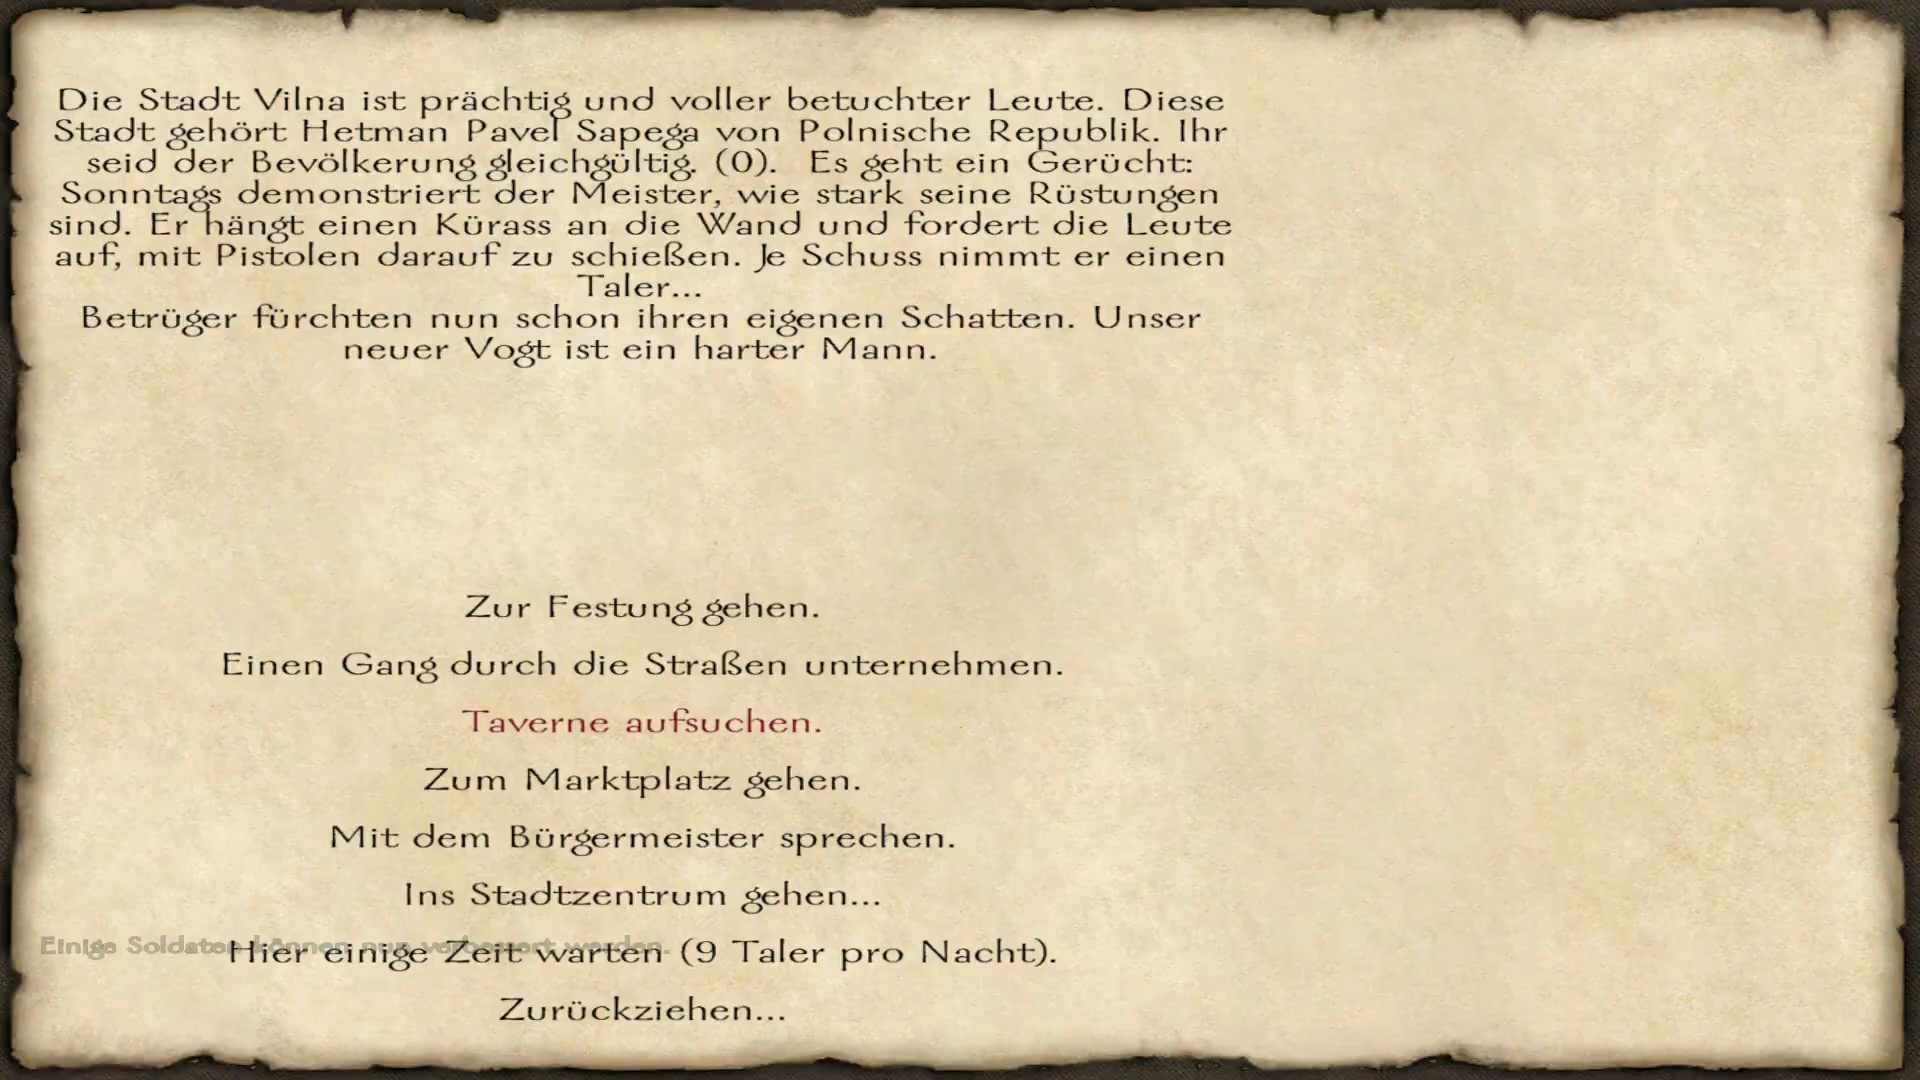 Die Stadt Vilna ist prächtig und voller betuchter Leute. Diese
Stadt gehört Hetman Pavel Sapega von Polnische Republik. Ihr
seid der Bevölkerung gleichgültig. (0).  Es geht ein Gerücht:
Sonntags demonstriert der Meister, wie stark seine Rüstungen
sind. Er hängt einen Kürass an die Wand und fordert die Leute
auf, mit Pistolen darauf zu schießen. Je Schuss nimmt er einen
Taler...
Betrüger fürchten nun schon ihren eigenen Schatten. Unser
neuer Vogt ist ein harter Mann.
Zur Festung gehen.
Einen Gang durch die Straßen unternehmen.
Taverne aufsuchen.
Zum Marktplatz gehen.
Mit dem Bürgermeister sprechen.
Ins Stadtzentrum gehen...
Einige Soldaten können nun verbessert werden.
Hier einige Zeit warten (9 Taler pro Nacht).
Zurückziehen...